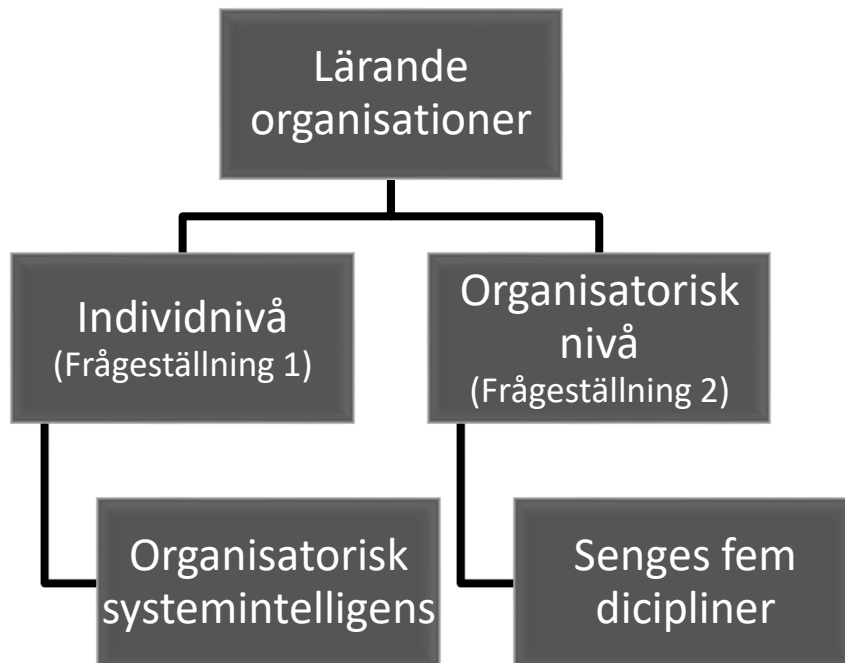 Lärande
organisationer
Individnivå
(Frågeställning 1)
Organisatorisk
nivå
(Frågeställning 2)
Organisatorisk
systemintelligens
Senges fem
dicipliner